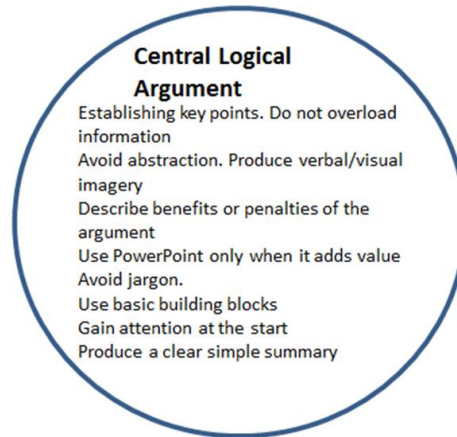 Central Logical
Argument
Establishing key points. Do not overload
information
Avoid abstraction. Produce verbal/visual
imagery
Describe benefits or penalties of the
argument
Use PowerPoint only when it adds value
Avoid jargon.
Use basic building blocks
Gain attention at the start
Produce a clear simple summary